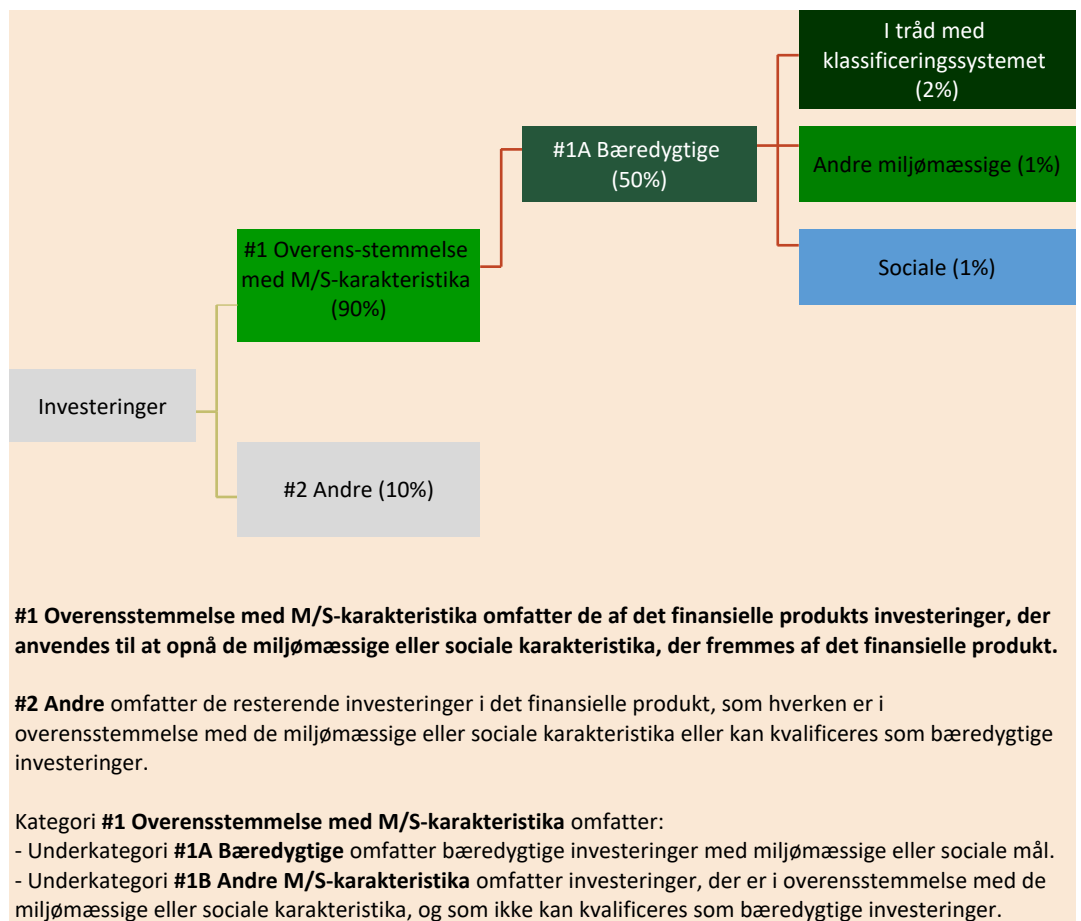 I tråd med
klassificeringssystemet
(2%)
#1A Bæredygtige
(50%)
Andre miljømæssige (1%)
#1 Overens-stemmelse
med M/S-karakteristika
(90%)
Sociale (1%)
Investeringer
#2 Andre (10%)
#1 Overensstemmelse med M/S-karakteristika omfatter de af det finansielle produkts investeringer, der
anvendes til at opnå de miljømæssige eller sociale karakteristika, der fremmes af det finansielle produkt.
#2 Andre omfatter de resterende investeringer i det finansielle produkt, som hverken er i
overensstemmelse med de miljømæssige eller sociale karakteristika eller kan kvalificeres som bæredygtige
investeringer.
Kategori #1 Overensstemmelse med M/S-karakteristika omfatter:
- Underkategori #1A Bæredygtige omfatter bæredygtige investeringer med miljømæssige eller sociale mål.
- Underkategori #1B Andre M/S-karakteristika omfatter investeringer, der er i overensstemmelse med de
miljømæssige eller sociale karakteristika, og som ikke kan kvalificeres som bæredygtige investeringer.